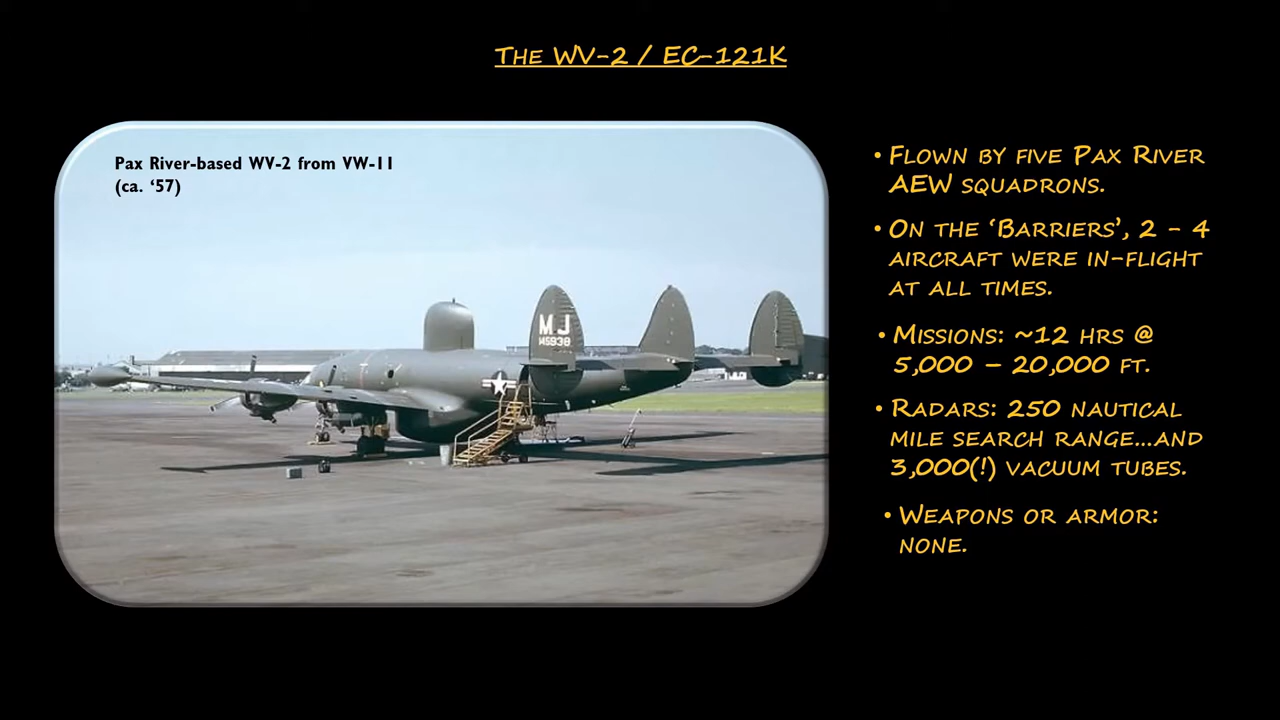 The WV-2 / EC-121K
Pax River-based WV-2 from VW-11
(ca. ‘57)
MJ
145938
• Flown by five Pax River
AEW squadrons.
• On the ‘Barriers’, 2 - 4
aircraft were in-flight
at all times.
• Missions: ~12 hrs @
5,000 – 20,000 ft.
• Radars: 250 nautical
mile search range...and
3,000(!) vacuum tubes.
• Weapons or armor:
none.